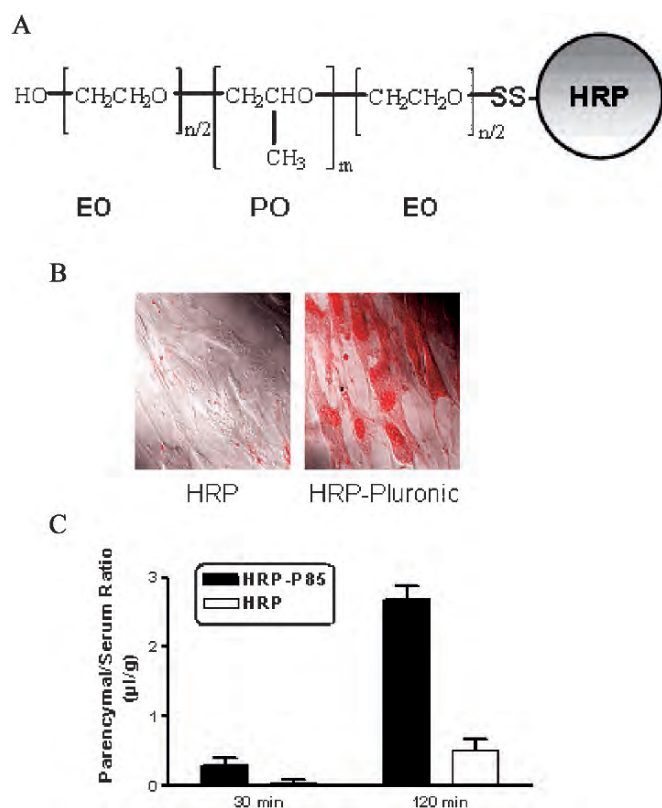 A
HO [ CH₂CH₂O ]n/2 [ CH₂CHO ]m [ CH₂CH₂O ]n/2 SS HRP
CH₃
EO PO EO
B
HRP HRP-Pluronic
C
Parencymal/Serum Ratio
(µl/g)
3
2
1
0
HRP-P85
HRP
30 min 120 min